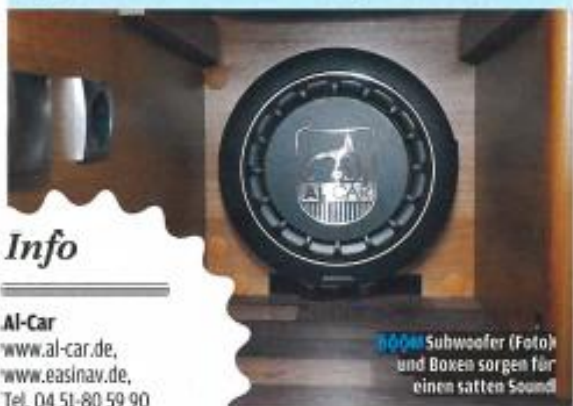 AL-CAR
Info
Al-Car
www.al-car.de,
www.easinav.de,
Tel. 04 51-80 59 90
BOOM Subwoofer (Foto)
und Boxen sorgen für
einen satten Sound